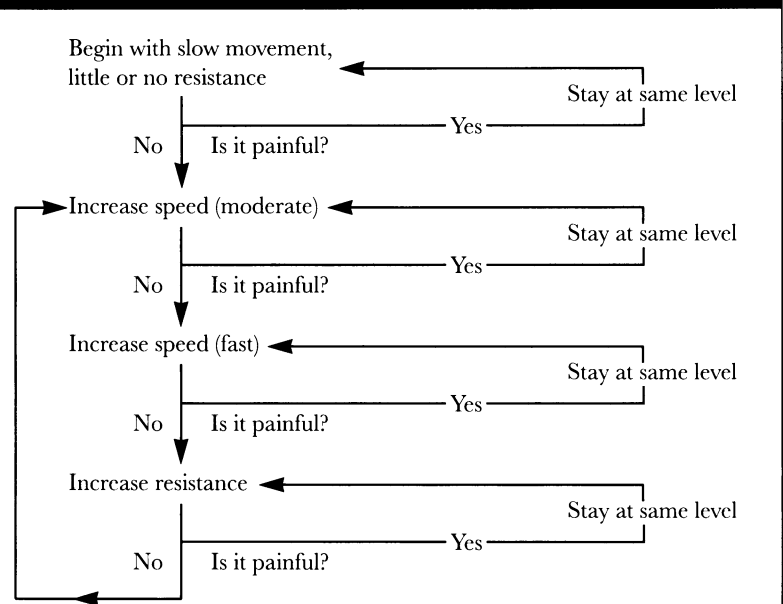 Begin with slow movement,
little or no resistance
Stay at same level
Yes
No Is it painful?
Increase speed (moderate)
Stay at same level
Yes
No Is it painful?
Increase speed (fast)
Stay at same level
Yes
No Is it painful?
Increase resistance
Stay at same level
Yes
No Is it painful?